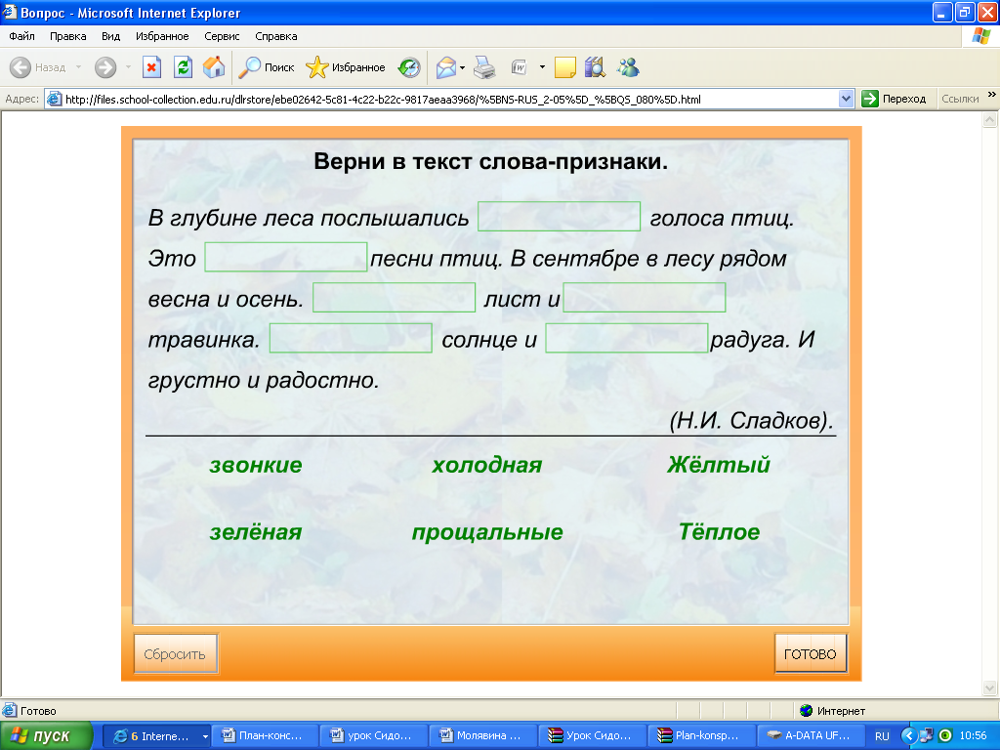 Вопрос - Microsoft Internet Explorer
Файл Правка Вид Избранное Сервис Справка
Назад Поиск Избранное
Адрес: http://files.school-collection.edu.ru/dlrstore/ebe02642-5c81-4c22-b22c-9817aeaa3968/%5BNS-RUS_2-05%5D_%5BQS_080%5D.html Переход Ссылки »
Верни в текст слова-признаки.
В глубине леса послышались голоса птиц.
Это песни птиц. В сентябре в лесу рядом
весна и осень. лист и
травинка. солнце и радуга. И
грустно и радостно.
(Н.И. Сладков).
звонкие холодная Жёлтый
зелёная прощальные Тёплое
Сбросить ГОТОВО
Готово Интернет
пуск 6 Interne... План-конс... урок Сидо... Молявина ... Урок Сидо... Plan-konsp... A-DATA UF... RU 10:56